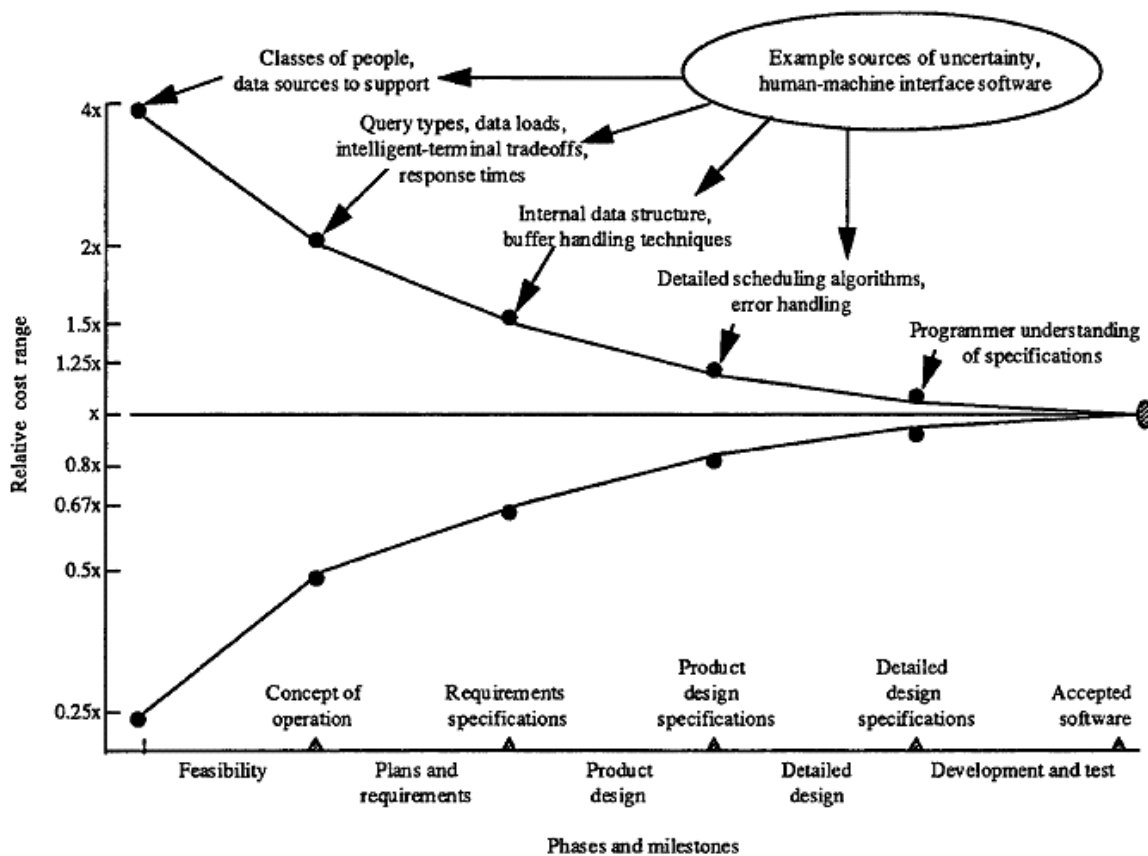 Classes of people,
data sources to support
Example sources of uncertainty,
human-machine interface software
4x
Query types, data loads,
intelligent-terminal tradeoffs,
response times
Internal data structure,
buffer handling techniques
2x
Detailed scheduling algorithms,
error handling
1.5x
Programmer understanding
of specifications
1.25x
Relative cost range
x
0.8x
0.67x
0.5x
0.25x
Concept of
operation
Requirements
specifications
Product
design
specifications
Detailed
design
specifications
Accepted
software
Feasibility
Plans and
requirements
Product
design
Detailed
design
Development and test
Phases and milestones